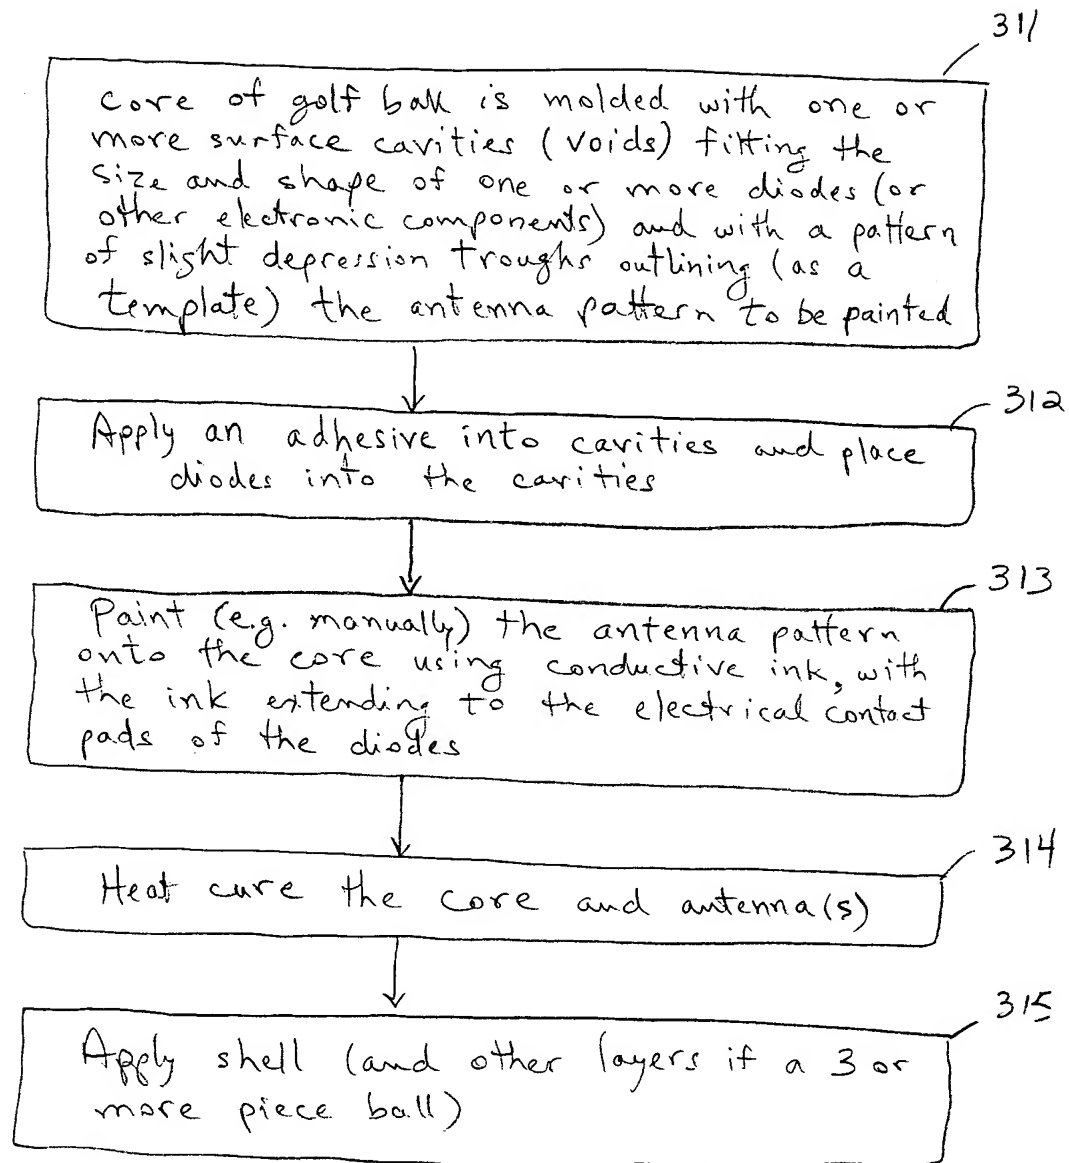 311
core of golf ball is molded with one or
more surface cavities (voids) fitting the
size and shape of one or more diodes (or
other electronic components) and with a pattern
of slight depression troughs outlining (as a
template) the antenna pattern to be painted
312
Apply an adhesive into cavities and place
diodes into the cavities
313
Paint (e.g. manually) the antenna pattern
onto the core using conductive ink, with
the ink extending to the electrical contact
pads of the diodes
314
Heat cure the core and antenna(s)
315
Apply shell (and other layers if a 3 or
more piece ball)